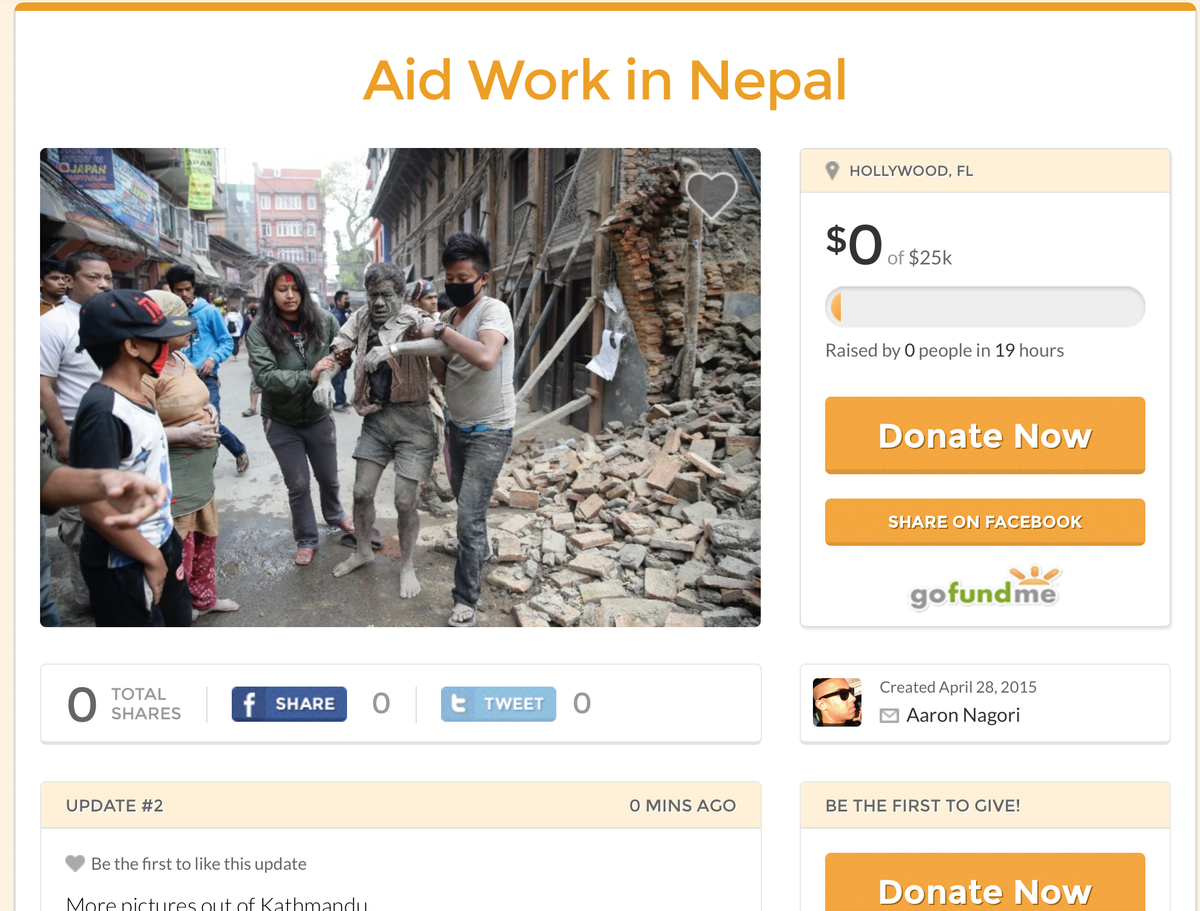 Aid Work in Nepal
JAPAN
JAPAN
HOLLYWOOD, FL
$0 of $25k
Raised by 0 people in 19 hours
Donate Now
SHARE ON FACEBOOK
gofundme
0 TOTAL SHARES
f SHARE 0
t TWEET 0
Created April 28, 2015
Aaron Nagori
UPDATE #2 0 MINS AGO
BE THE FIRST TO GIVE!
Be the first to like this update
Donate Now
More pictures out of Kathmandu